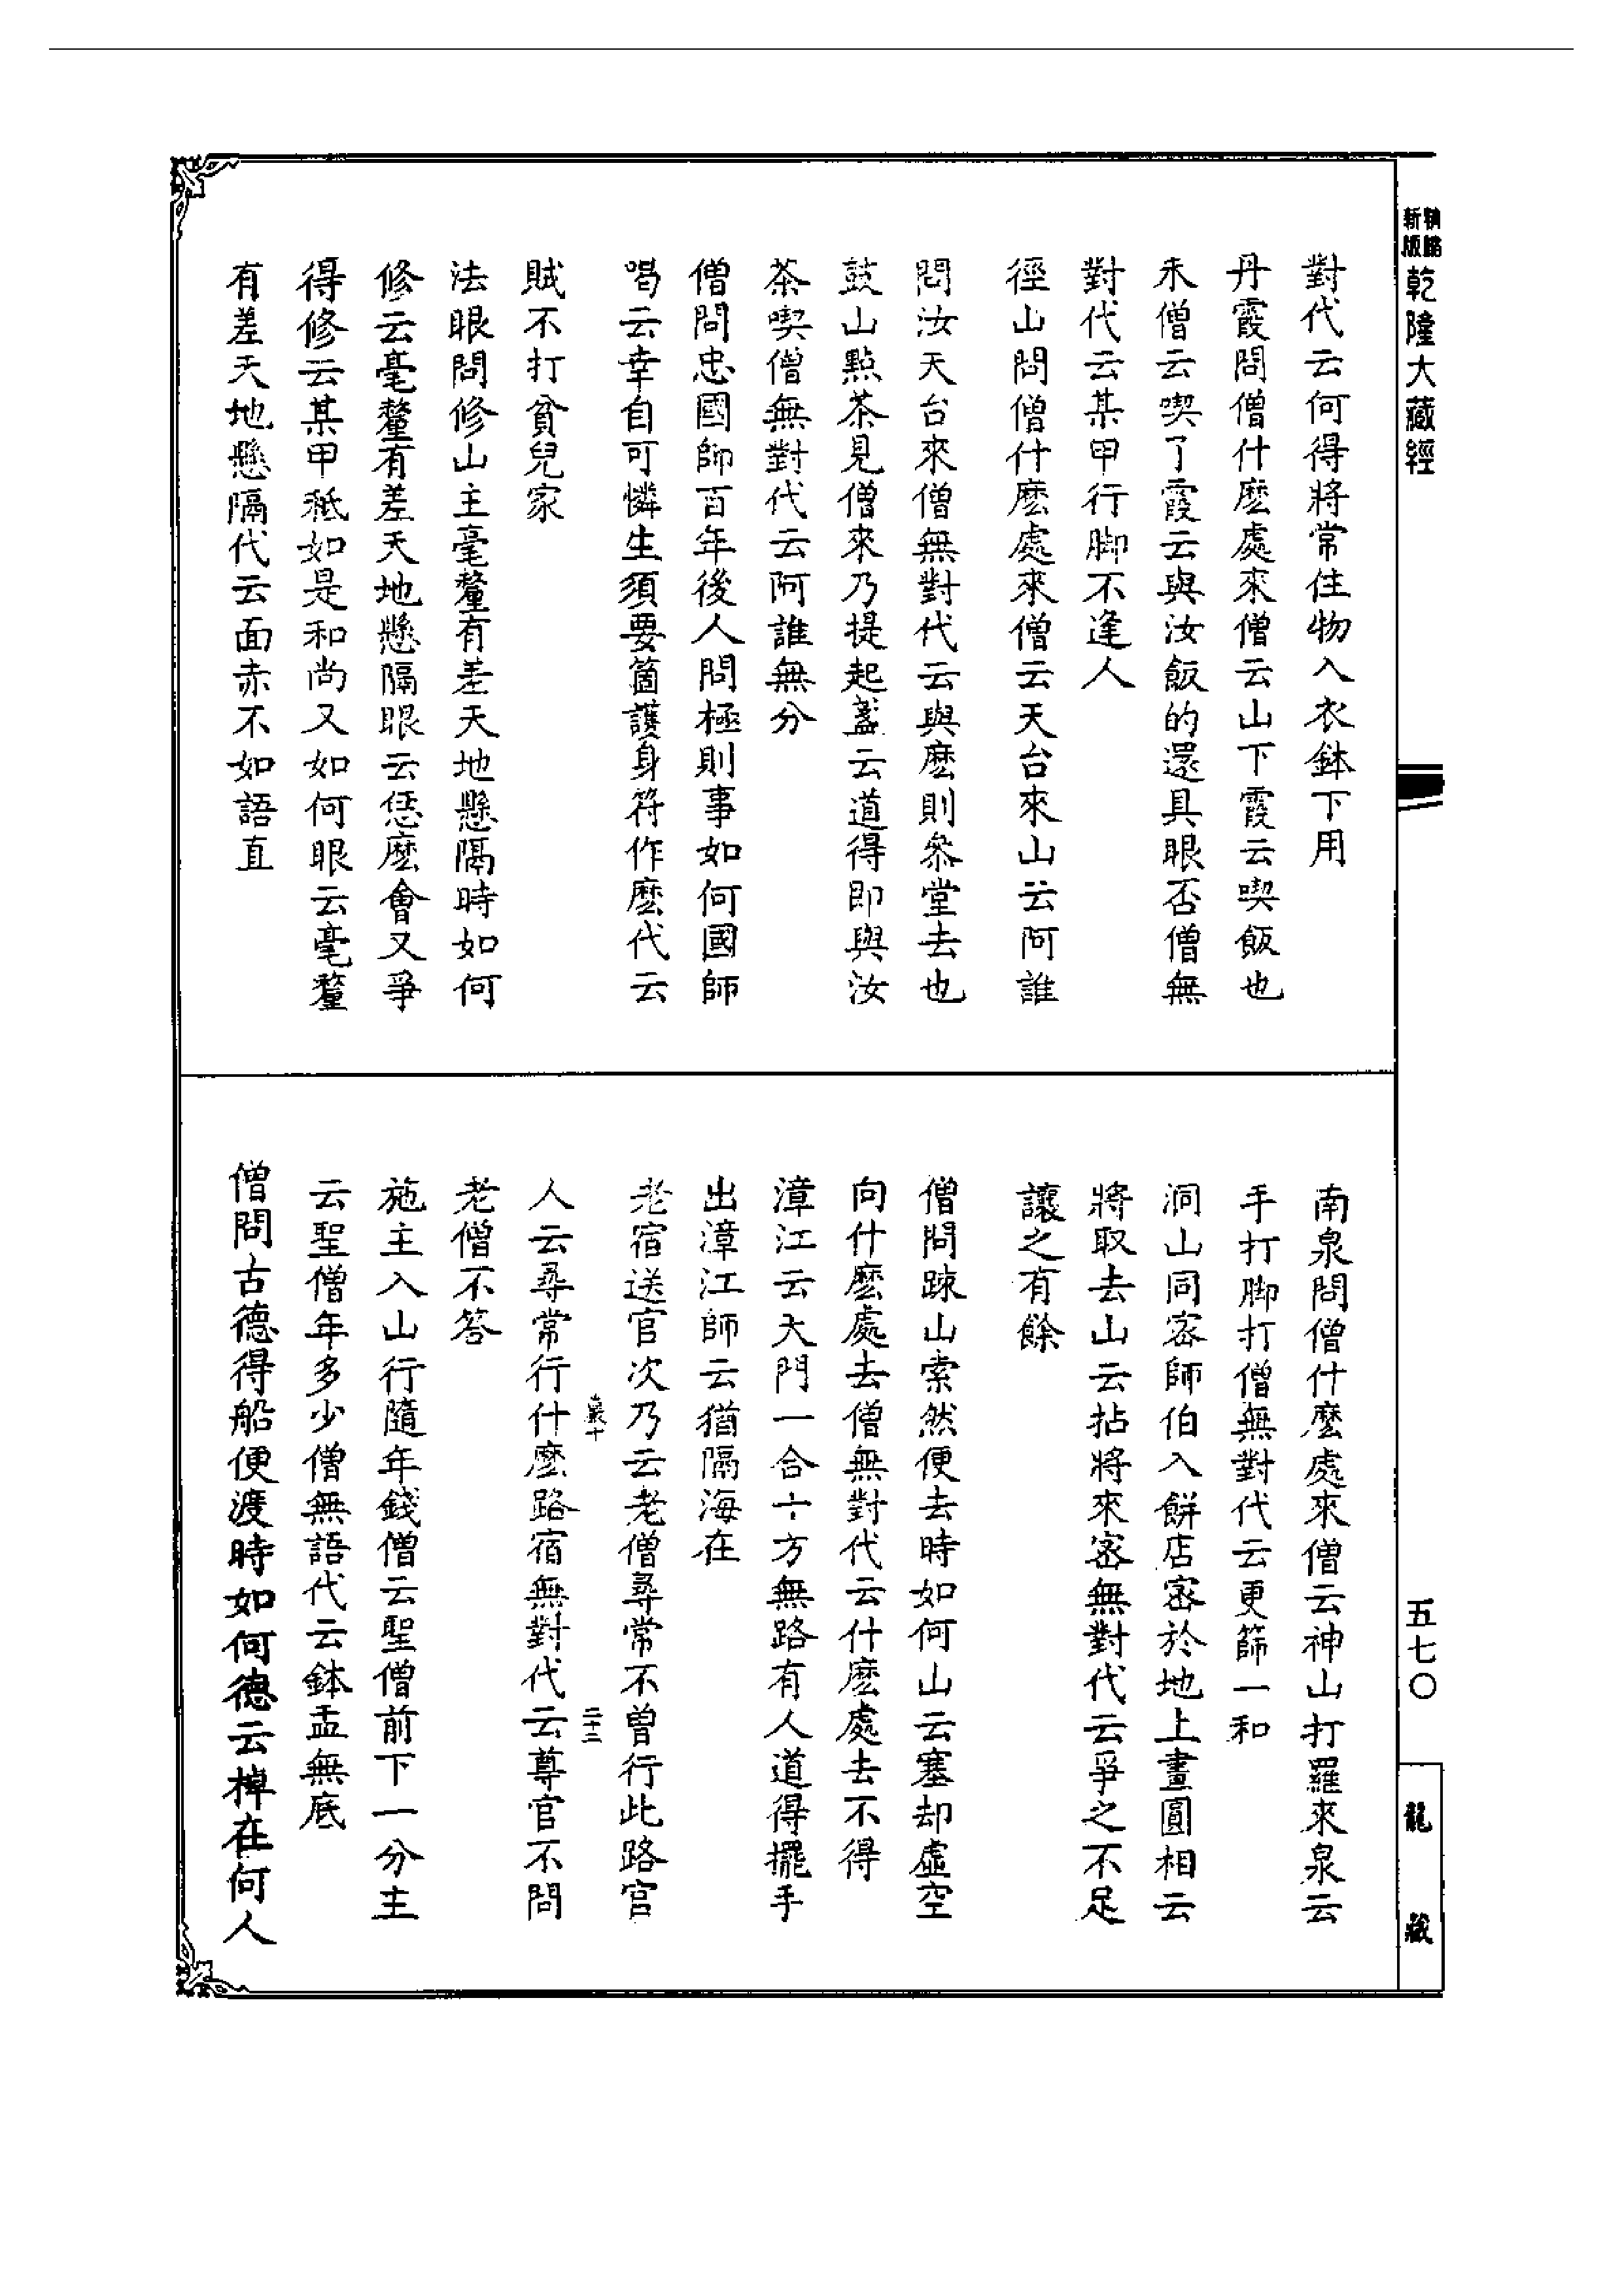 新版
精縮
乾隆大藏經
對代云何得將常住物入衣鉢下用
丹霞問僧什麽處來僧云山下霞云喫飯也
未僧云喫了霞云與汝飯的還具眼否僧無
對代云某甲行脚不逢人
徑山問僧什麽處來僧云天台來山云阿誰
問汝天台來僧無對代云與麽則叅堂去也
鼓山點茶見僧來乃提起盞云道得即與汝
茶喫僧無對代云阿誰無分
僧問忠國師百年後人問極則事如何國師
喝云幸自可憐生須要箇護身符作麽代云
賊不打貧兒家
法眼問修山主毫釐有差天地懸隔時如何
修云毫釐有差天地懸隔眼云恁麽會又爭
得修云某甲秪如是和尚又如何眼云毫釐
有差天地懸隔代云面赤不如語直
南泉問僧什麽處來僧云神山打羅來泉云
手打脚打僧無對代云更篩一和
洞山同密師伯入餅店密於地上畫圓相云
將取去山云拈將來密無對代云爭之不足
讓之有餘
僧問踈山索然便去時如何山云塞却虛空
向什麽處去僧無對代云什麽處去不得
漳江云大門一合十方無路有人道得擺手
出漳江師云猶隔海在
老宿送官次乃云老僧尋常不曾行此路官
人云尋常行什麽路宿無對代云尊官不問
老僧不答
施主入山行隨年錢僧云聖僧前下一分主
云聖僧年多少僧無語代云鉢盂無底
僧問古德得船便渡時如何德云棹在何人
巖十
二十三
五七〇
龍藏